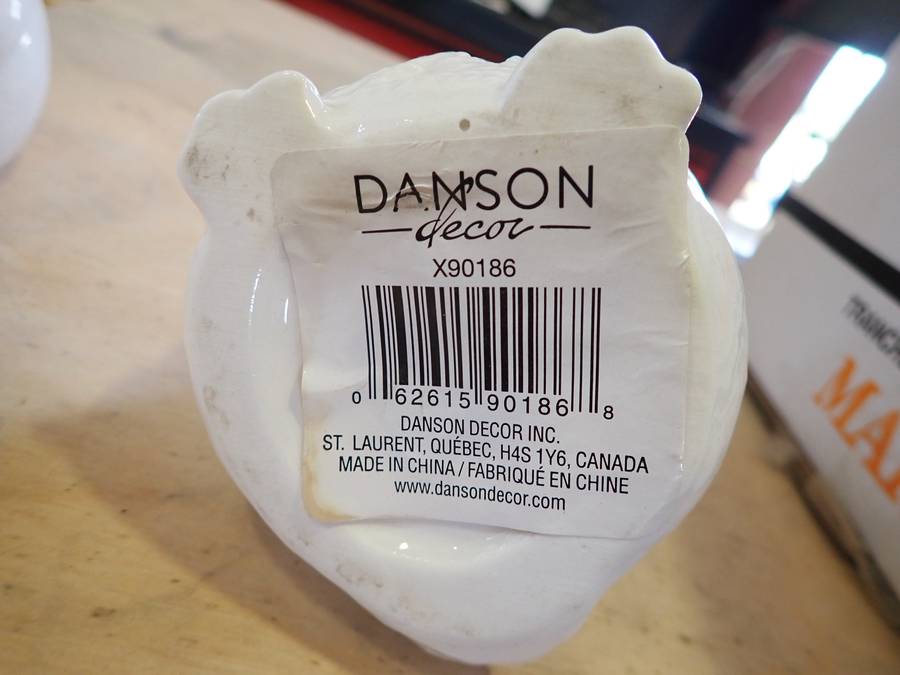 DANSON
decor
X90186
0 62615 90186 8
DANSON DECOR INC.
ST. LAURENT, QUÉBEC, H4S 1Y6, CANADA
MADE IN CHINA / FABRIQUÉ EN CHINE
www.dansondecor.com